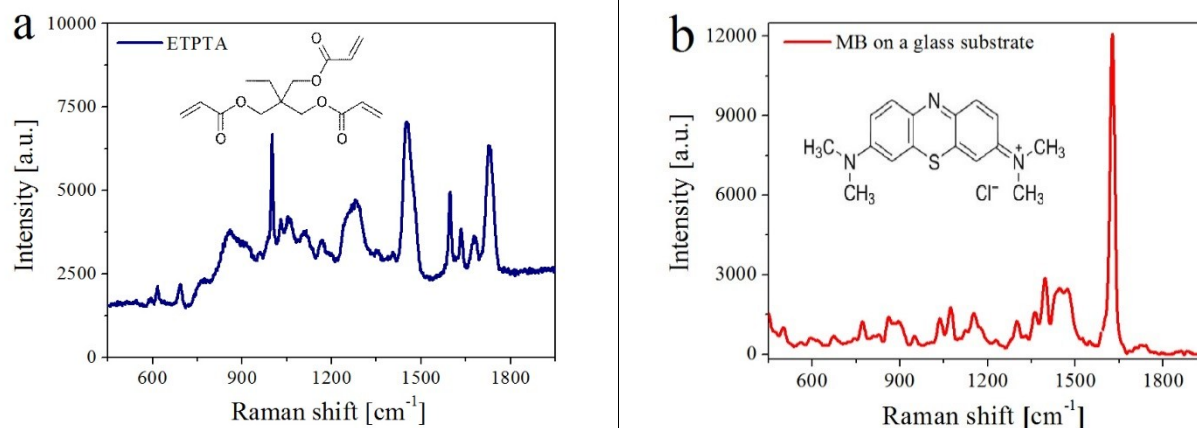 a
ETPTA
10000
7500
5000
2500
0
Intensity [a.u.]
O
O
O
O
O
O
600
900
1200
1500
1800
Raman shift [cm-1]
b
MB on a glass substrate
12000
9000
6000
3000
0
Intensity [a.u.]
N
H3C
N
S
N+
CH3
CH3
Cl–
CH3
600
900
1200
1500
1800
Raman shift [cm-1]